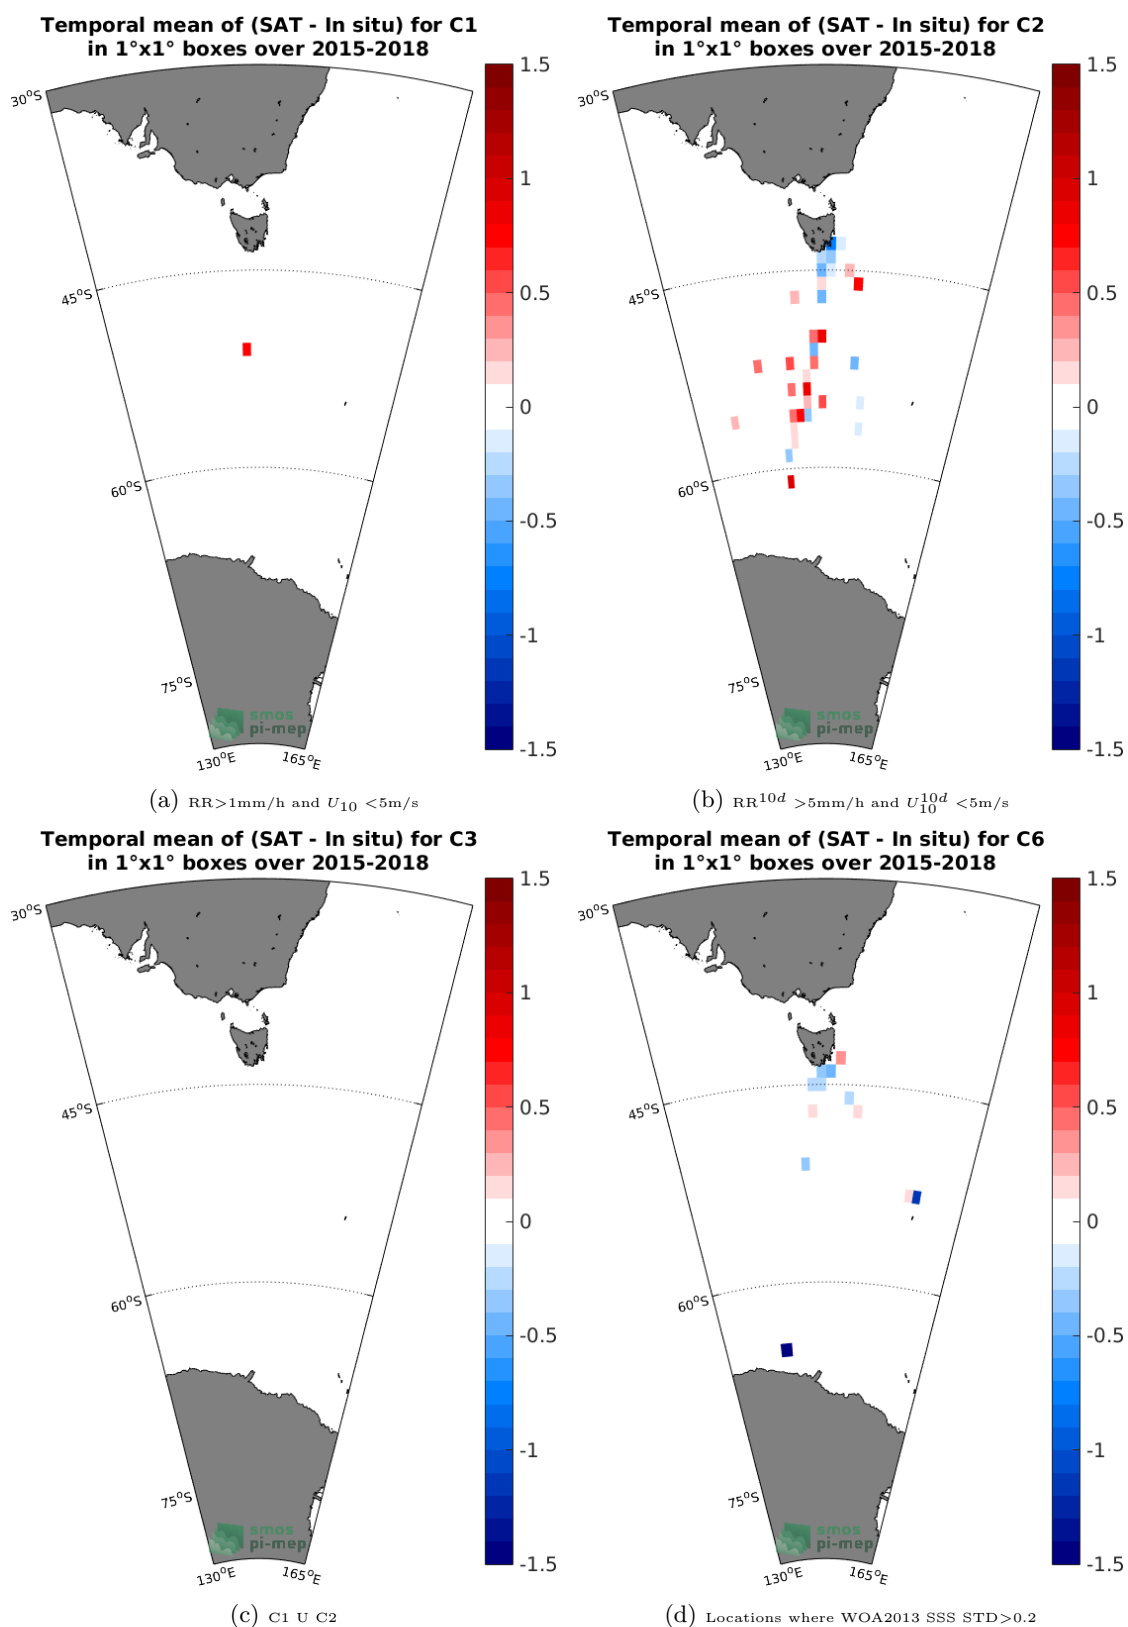 Temporal mean of (SAT - In situ) for C1
in 1°x1° boxes over 2015-2018
30°S
45°S
60°S
75°S
130°E
165°E
1.5
1
0.5
0
-0.5
-1
-1.5
smos
pi-mep
(a) RR>1mm/h and U10 <5m/s
Temporal mean of (SAT - In situ) for C2
in 1°x1° boxes over 2015-2018
30°S
45°S
60°S
75°S
130°E
165°E
1.5
1
0.5
0
-0.5
-1
-1.5
smos
pi-mep
(b) RR^10d >5mm/h and U10^10d <5m/s
Temporal mean of (SAT - In situ) for C3
in 1°x1° boxes over 2015-2018
30°S
45°S
60°S
75°S
130°E
165°E
1.5
1
0.5
0
-0.5
-1
-1.5
smos
pi-mep
(c) C1 U C2
Temporal mean of (SAT - In situ) for C6
in 1°x1° boxes over 2015-2018
30°S
45°S
60°S
75°S
130°E
165°E
1.5
1
0.5
0
-0.5
-1
-1.5
smos
pi-mep
(d) Locations where WOA2013 SSS STD>0.2